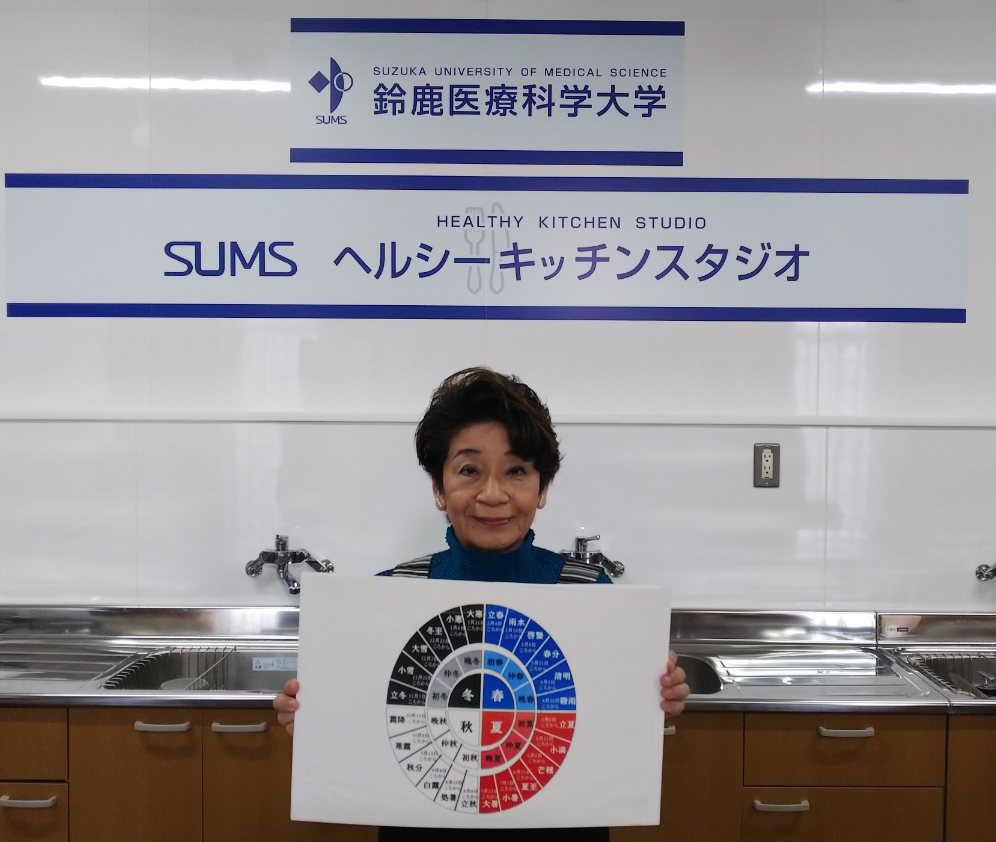 SUZUKA UNIVERSITY OF MEDICAL SCIENCE
鈴鹿医療科学大学
SUMS
HEALTHY KITCHEN STUDIO
SUMS ヘルシーキッチンスタジオ
立春
雨水
啓蟄
春分
清明
穀雨
立夏
小満
芒種
夏至
小暑
大暑
立秋
処暑
白露
秋分
寒露
霜降
立冬
小雪
大雪
冬至
小寒
大寒
初春
仲春
晩春
初夏
仲夏
晩夏
初秋
仲秋
晩秋
初冬
仲冬
晩冬
春
夏
秋
冬